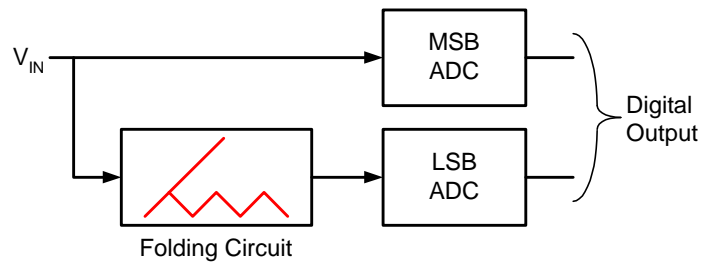 V_IN
MSB
ADC
LSB
ADC
Digital
Output
Folding Circuit